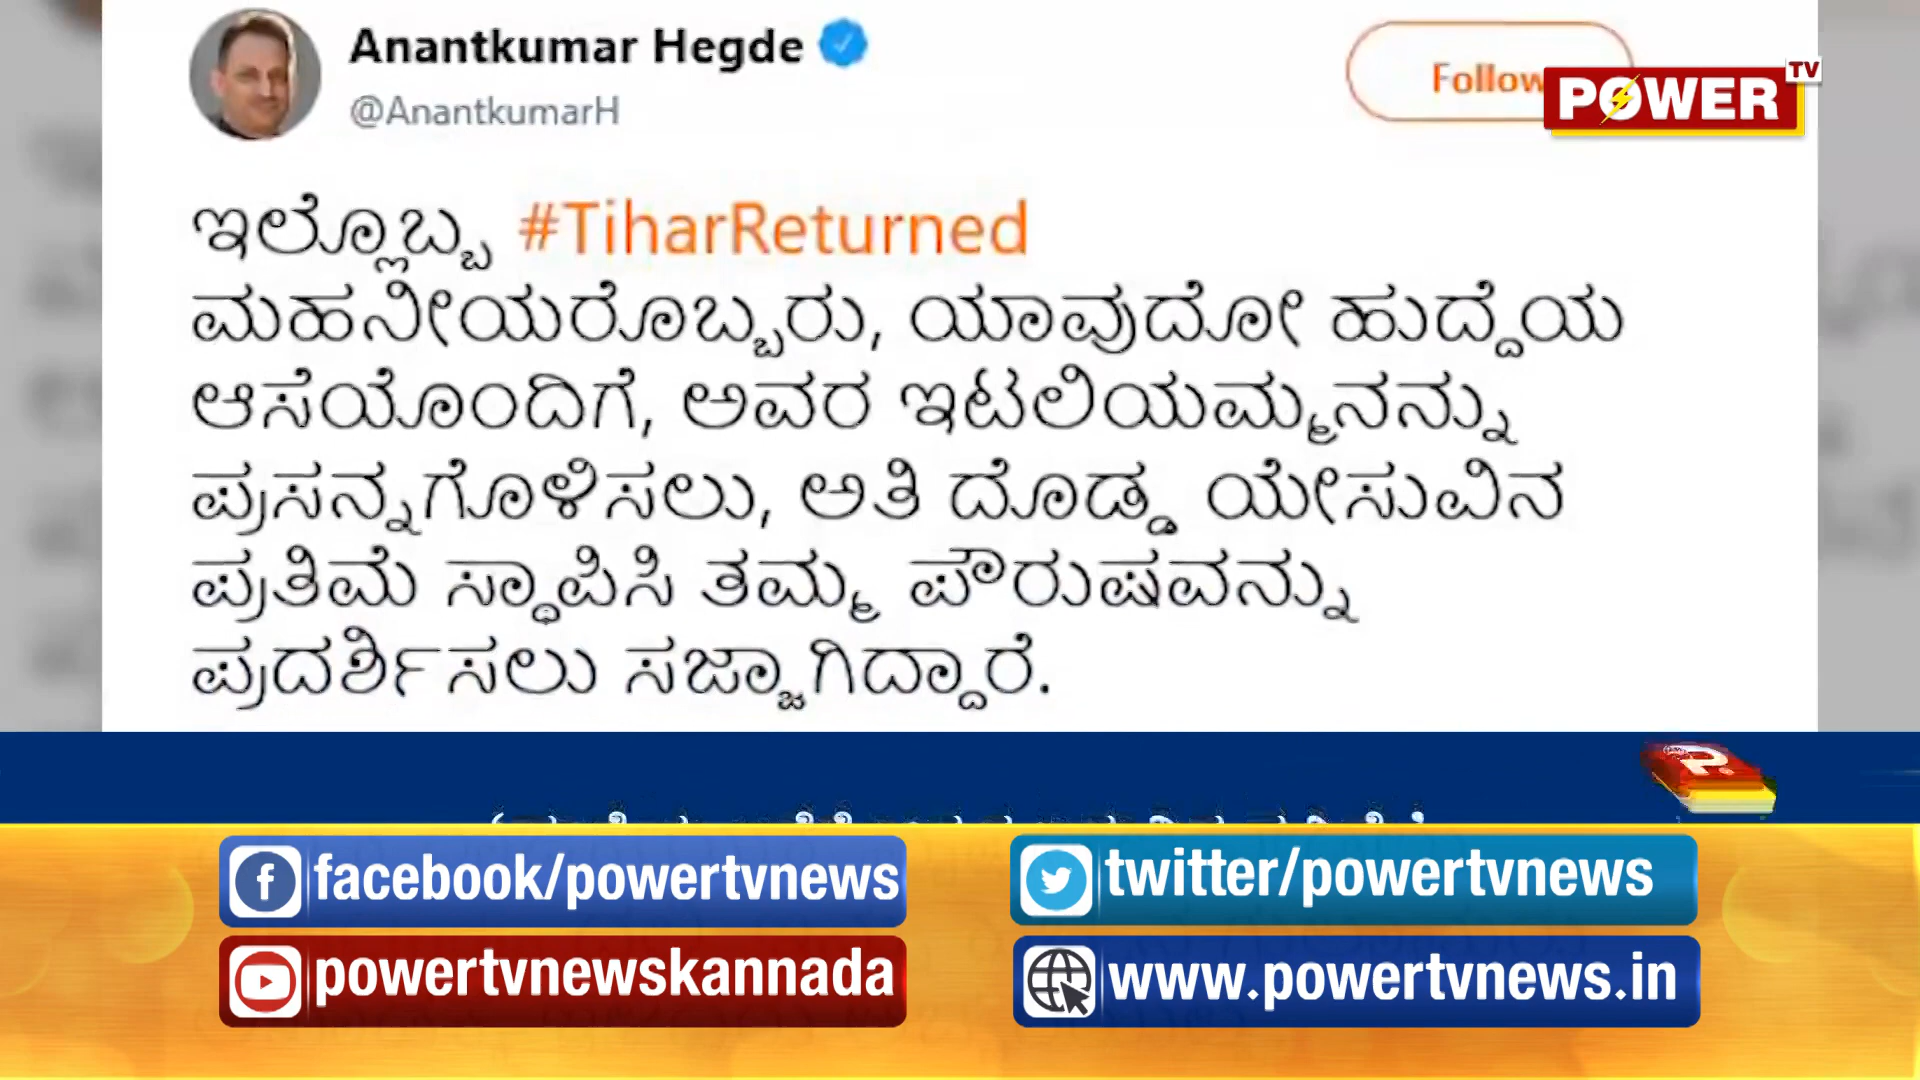 Anantkumar Hegde
@AnantkumarH
Follow
POWER TV
ಇಲ್ಲೊಬ್ಬ #TiharReturned
ಮಹನೀಯರೊಬ್ಬರು, ಯಾವುದೋ ಹುದ್ದೆಯ
ಆಸೆಯೊಂದಿಗೆ, ಅವರ ಇಟಲಿಯಮ್ಮನನ್ನು
ಪ್ರಸನ್ನಗೊಳಿಸಲು, ಅತಿ ದೊಡ್ಡ ಯೇಸುವಿನ
ಪ್ರತಿಮೆ ಸ್ಥಾಪಿಸಿ ತಮ್ಮ ಪೌರುಷವನ್ನು
ಪ್ರದರ್ಶಿಸಲು ಸಜ್ಜಾಗಿದ್ದಾರೆ.
facebook/powertvnews
twitter/powertvnews
powertvnewskannada
www.powertvnews.in